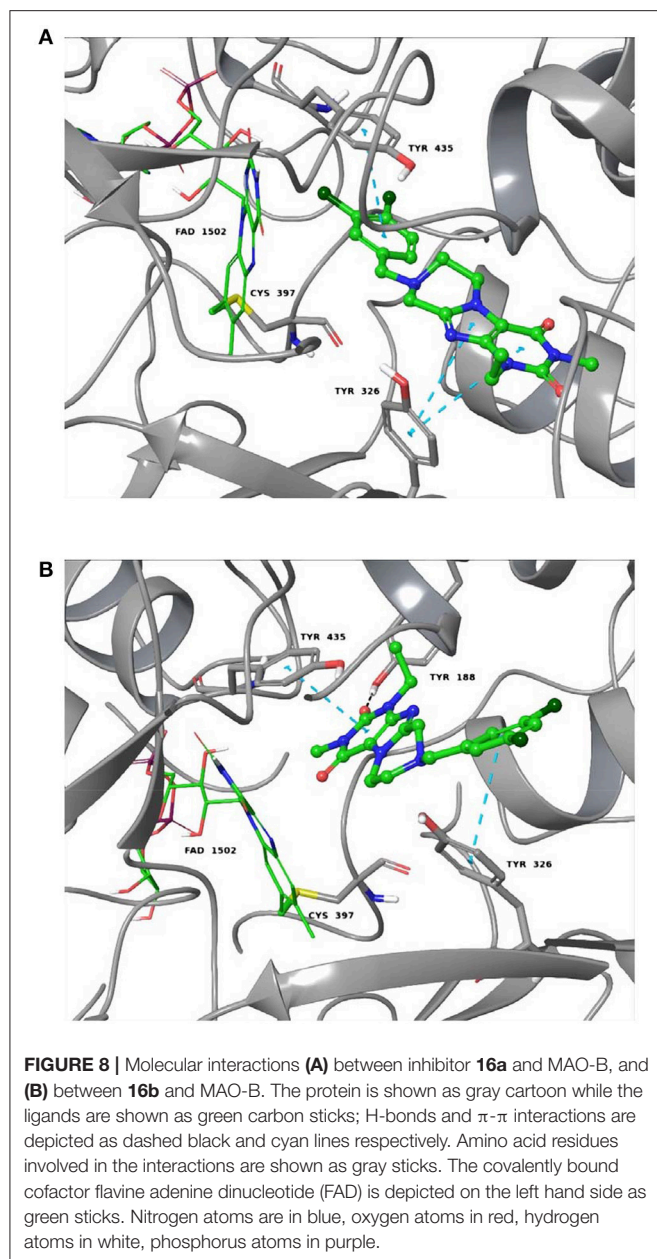 A
TYR 435
FAD 1502
CYS 397
TYR 326
B
TYR 435
TYR 188
FAD 1502
TYR 326
CYS 397
FIGURE 8 | Molecular interactions (A) between inhibitor 16a and MAO-B, and
(B) between 16b and MAO-B. The protein is shown as gray cartoon while the
ligands are shown as green carbon sticks; H-bonds and π-π interactions are
depicted as dashed black and cyan lines respectively. Amino acid residues
involved in the interactions are shown as gray sticks. The covalently bound
cofactor flavine adenine dinucleotide (FAD) is depicted on the left hand side as
green sticks. Nitrogen atoms are in blue, oxygen atoms in red, hydrogen
atoms in white, phosphorus atoms in purple.